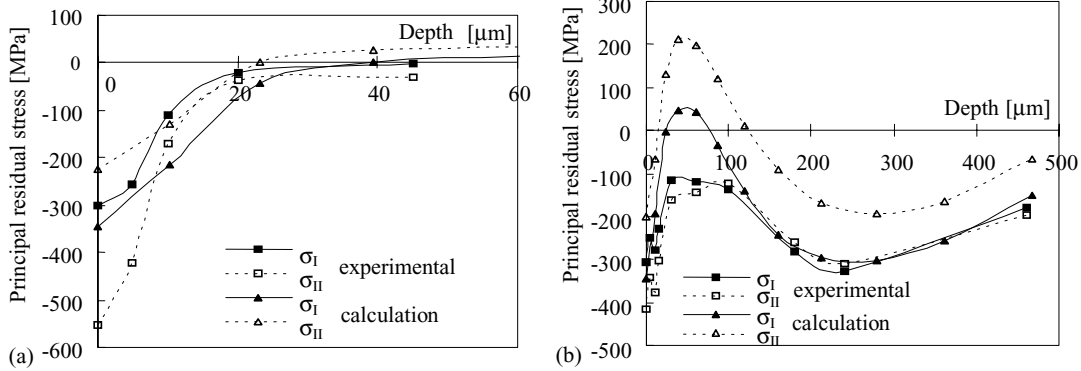 100
0
-100
-200
-300
-400
-500
-600
Principal residual stress [MPa]
Depth [μm]
0
20
40
60
σI
σII
experimental
σI
σII
calculation
(a)
300
200
100
0
-100
-200
-300
-400
-500
Principal residual stress [MPa]
Depth [μm]
0
100
200
300
400
500
σI
σII
experimental
σI
σII
calculation
(b)